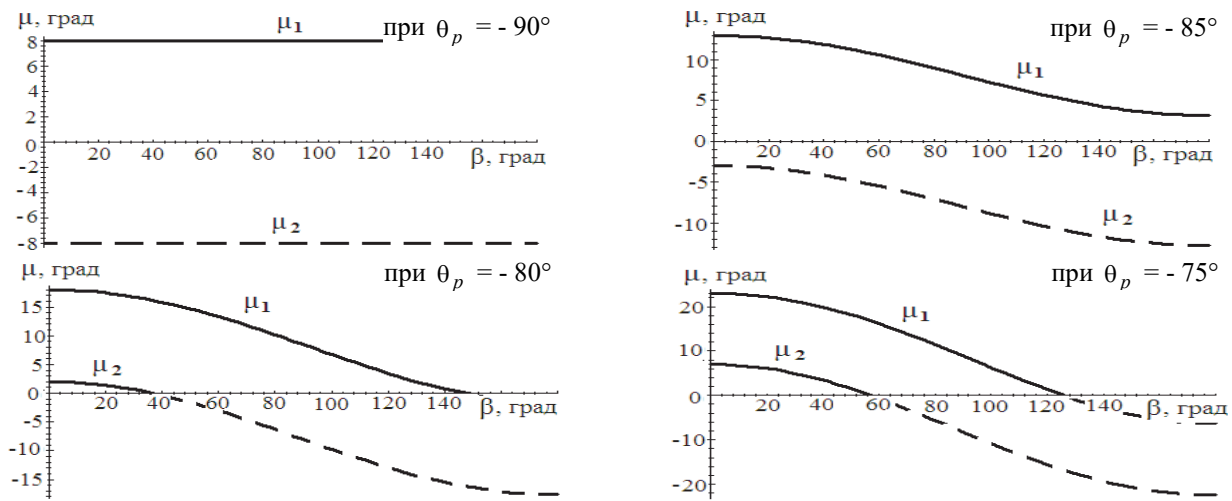 μ, град
при θp = - 90°
μ1
8
6
4
2
0
20 40 60 80 100 120 140
β, град
-2
-4
-6
μ2
-8
при θp = - 85°
μ, град
10
μ1
5
0
20 40 60 80 100 120 140
β, град
-5
μ2
-10
μ, град
при θp = - 80°
15
μ1
10
5
μ2
0
20 40 60 80 100 120 140
β, град
-5
-10
-15
μ, град
при θp = - 75°
20
μ1
10
μ2
0
20 40 60 80 100 120 140
β, град
-10
-20